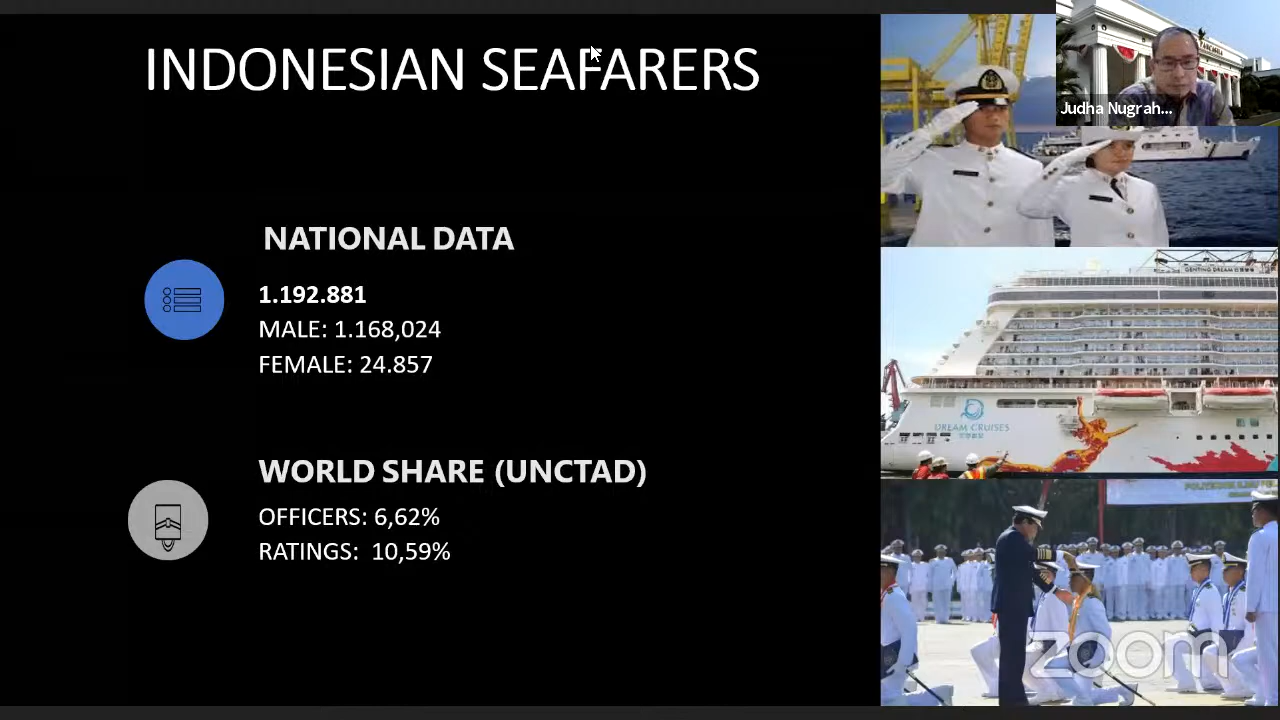 INDONESIAN SEAFARERS
Judha Nugrah...
NATIONAL DATA
1.192.881
MALE: 1.168,024
FEMALE: 24.857
WORLD SHARE (UNCTAD)
OFFICERS: 6,62%
RATINGS:  10,59%
GENTING DREAM
DREAM CRUISES
zoom